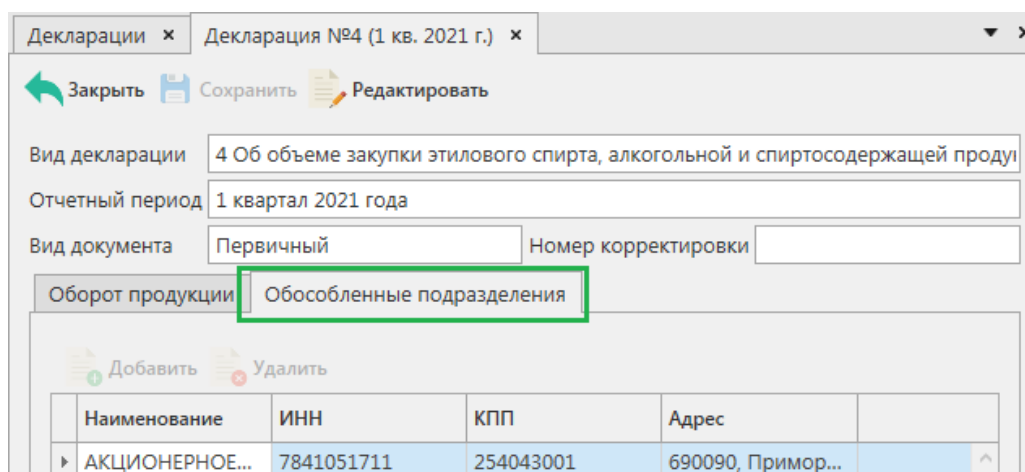 Декларации × Декларация №4 (1 кв. 2021 г.) ×
Закрыть Сохранить Редактировать
Вид декларации 4 Об объеме закупки этилового спирта, алкогольной и спиртосодержащей
Отчетный период 1 квартал 2021 года
Вид документа Первичный Номер корректировки
Оборот продукции Обособленные подразделения
Добавить Удалить
Наименование ИНН КПП Адрес
АКЦИОНЕРНОЕ... 7841051711 254043001 690090, Примор...